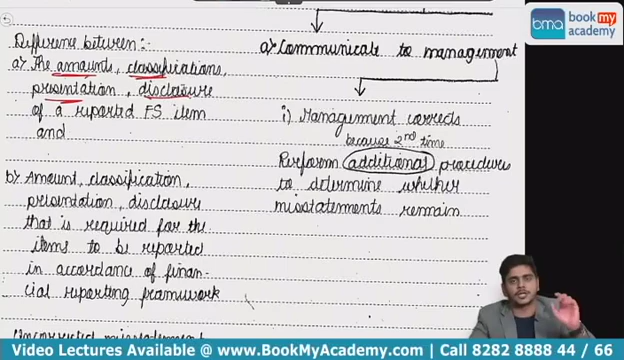 Difference between:-
a) The amounts, classifications,
presentation, disclosure
of a reported FS item
and
b) Amount, classification,
presentation, disclosure
that is required for the
items to be reported
in accordance of finan-
cial reporting framework
Uncorrected misstatement
a) Communicate to management
i) Management corrects
because 2nd time
Perform additional procedures
to determine whether
misstatements remain
bma
book my
academy
Video Lectures Available @ www.BookMyAcademy.com | Call 8282 8888 44 / 66